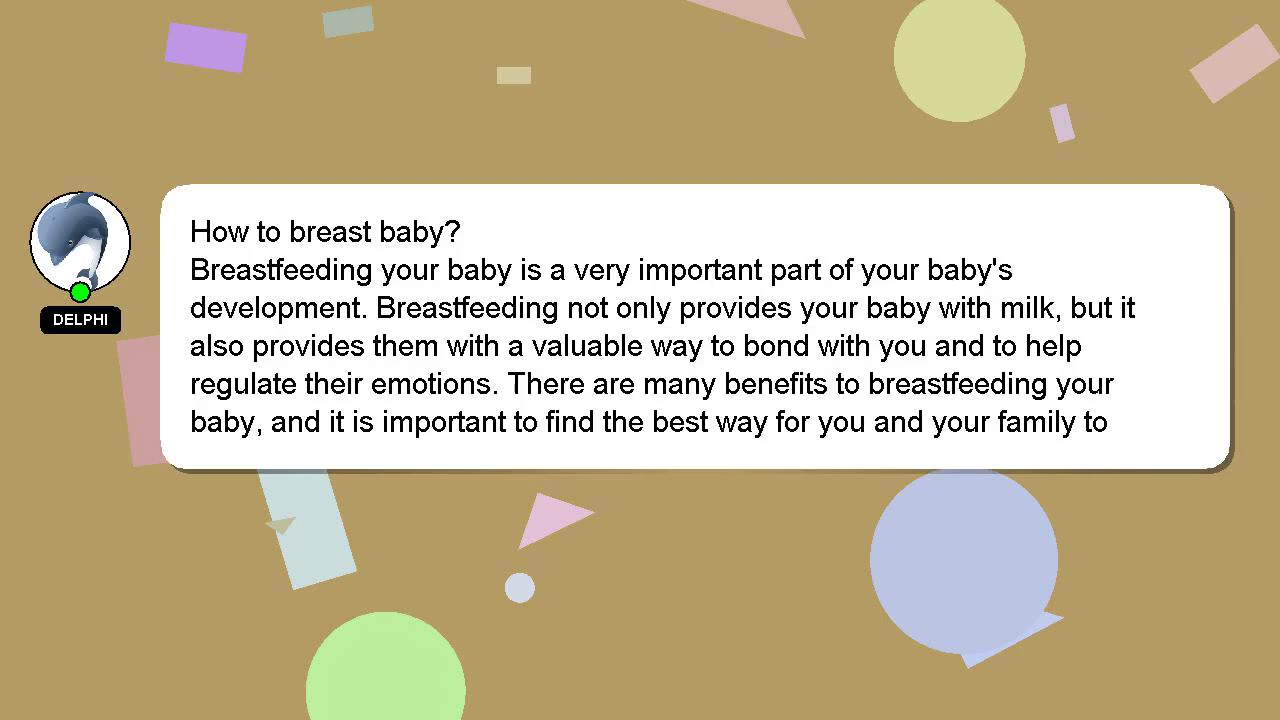 How to breast baby?
Breastfeeding your baby is a very important part of your baby's
development. Breastfeeding not only provides your baby with milk, but it
also provides them with a valuable way to bond with you and to help
regulate their emotions. There are many benefits to breastfeeding your
baby, and it is important to find the best way for you and your family to
DELPHI